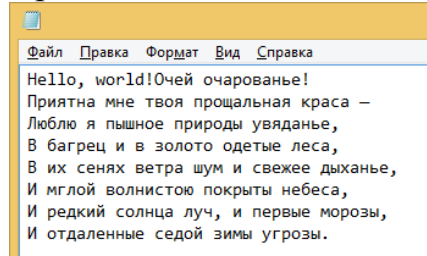 Файл Правка Формат Вид Справка
Hello, world!Очей очарованье!
Приятна мне твоя прощальная краса –
Люблю я пышное природы увяданье,
В багрец и в золото одетые леса,
В их сенях ветра шум и свежее дыханье,
И мглой волнистою покрыты небеса,
И редкий солнца луч, и первые морозы,
И отдаленные седой зимы угрозы.